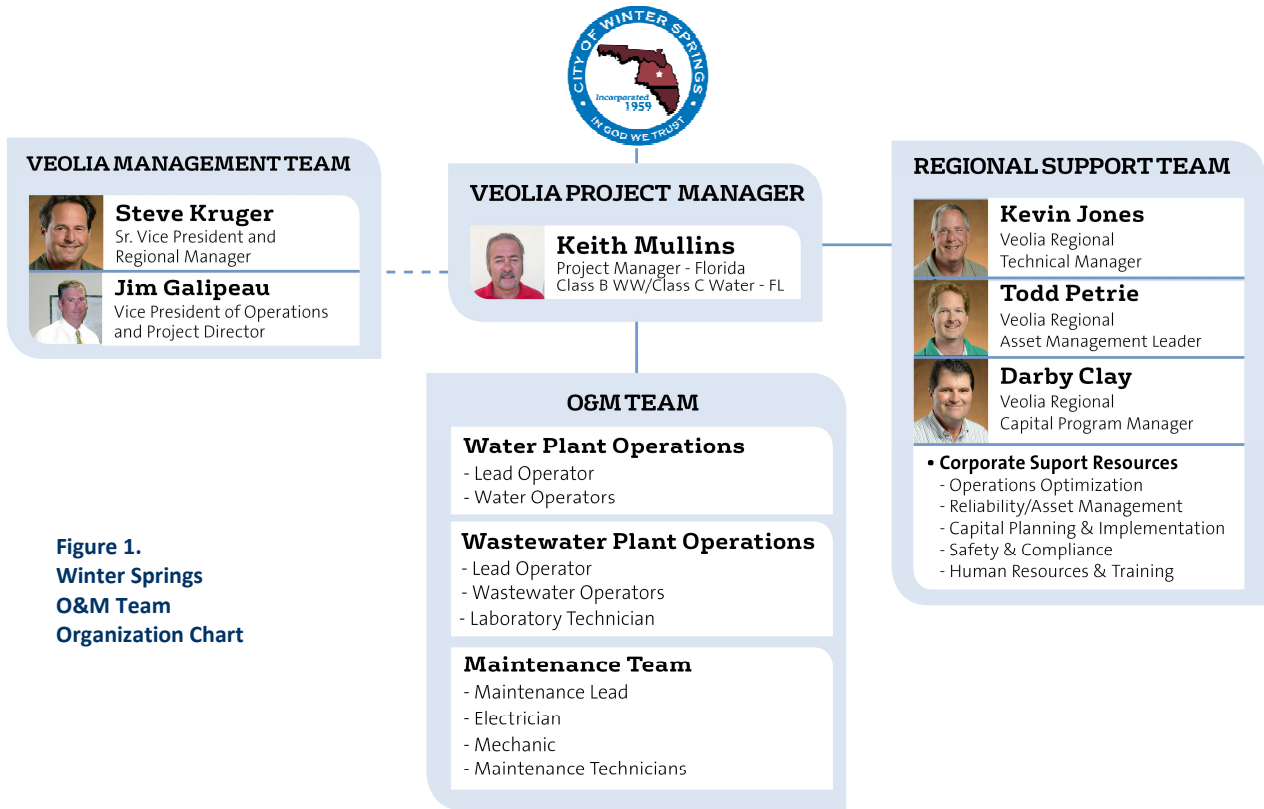 CITY OF WINTER SPRINGS
Incorporated
1959
IN GOD WE TRUST
VEOLIA MANAGEMENT TEAM
Steve Kruger
Sr. Vice President and
Regional Manager
Jim Galipeau
Vice President of Operations
and Project Director
VEOLIA PROJECT MANAGER
Keith Mullins
Project Manager - Florida
Class B WW/Class C Water - FL
REGIONAL SUPPORT TEAM
Kevin Jones
Veolia Regional
Technical Manager
Todd Petrie
Veolia Regional
Asset Management Leader
Darby Clay
Veolia Regional
Capital Program Manager
• Corporate Suport Resources
- Operations Optimization
- Reliability/Asset Management
- Capital Planning & Implementation
- Safety & Compliance
- Human Resources & Training
O&M TEAM
Water Plant Operations
- Lead Operator
- Water Operators
Wastewater Plant Operations
- Lead Operator
- Wastewater Operators
- Laboratory Technician
Maintenance Team
- Maintenance Lead
- Electrician
- Mechanic
- Maintenance Technicians
Figure 1.
Winter Springs
O&M Team
Organization Chart